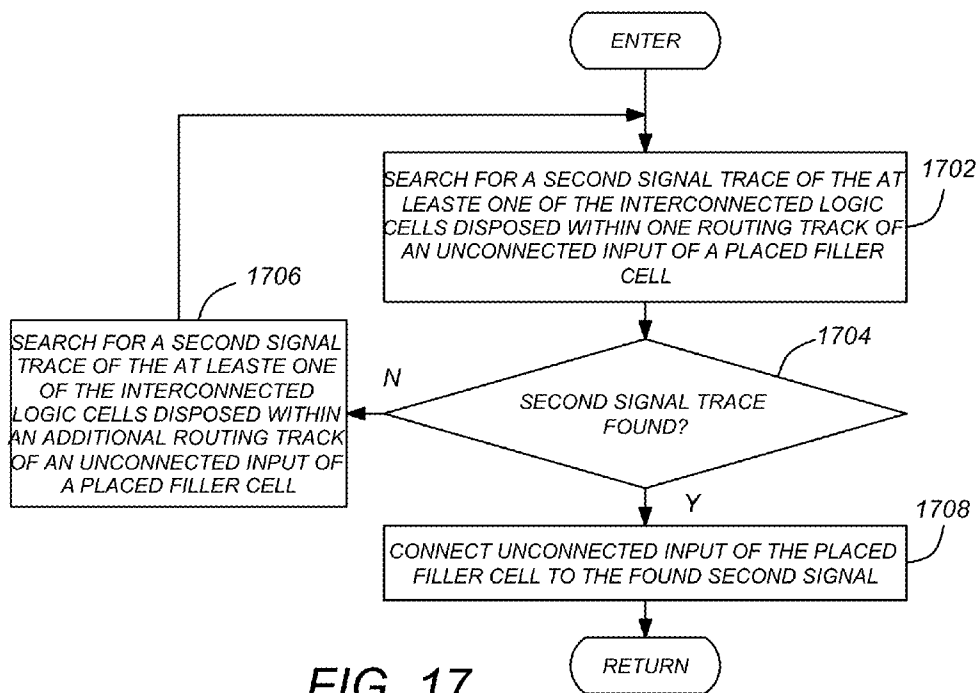 ENTER
1702
SEARCH FOR A SECOND SIGNAL TRACE OF THE AT
LEASTE ONE OF THE INTERCONNECTED LOGIC
CELLS DISPOSED WITHIN ONE ROUTING TRACK OF
AN UNCONNECTED INPUT OF A PLACED FILLER
CELL
1706
SEARCH FOR A SECOND SIGNAL
TRACE OF THE AT LEASTE ONE
OF THE INTERCONNECTED
LOGIC CELLS DISPOSED WITHIN
AN ADDITIONAL ROUTING TRACK
OF AN UNCONNECTED INPUT OF
A PLACED FILLER CELL
1704
N
SECOND SIGNAL TRACE
FOUND?
Y
1708
CONNECT UNCONNECTED INPUT OF THE PLACED
FILLER CELL TO THE FOUND SECOND SIGNAL
RETURN
FIG. 17